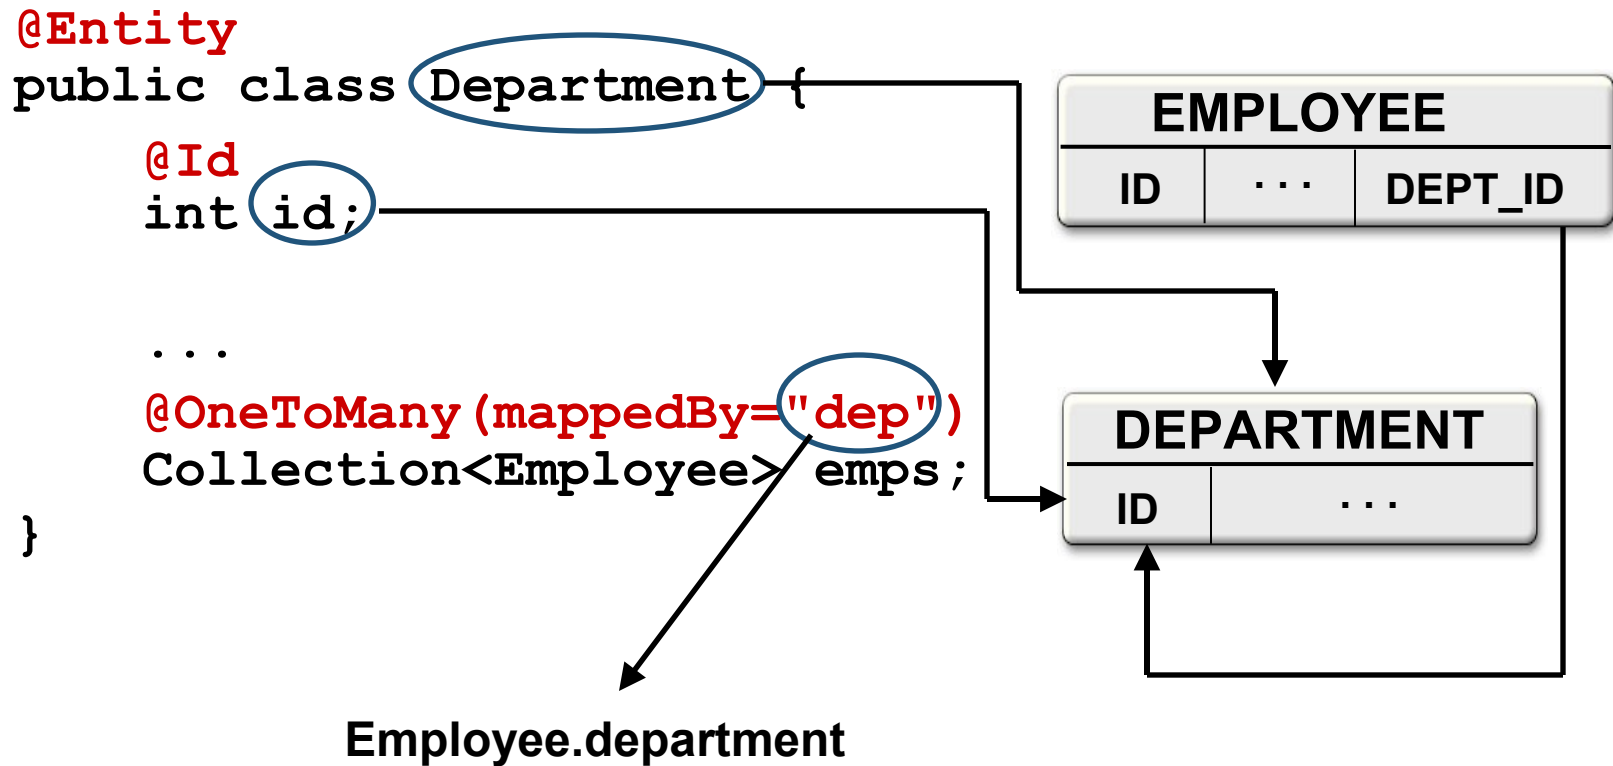 @Entity
public class Department {
@Id
int id;
...
@OneToMany(mappedBy="dep")
Collection<Employee> emps;
}
Employee.department
EMPLOYEE
ID ... DEPT_ID
DEPARTMENT
ID ...